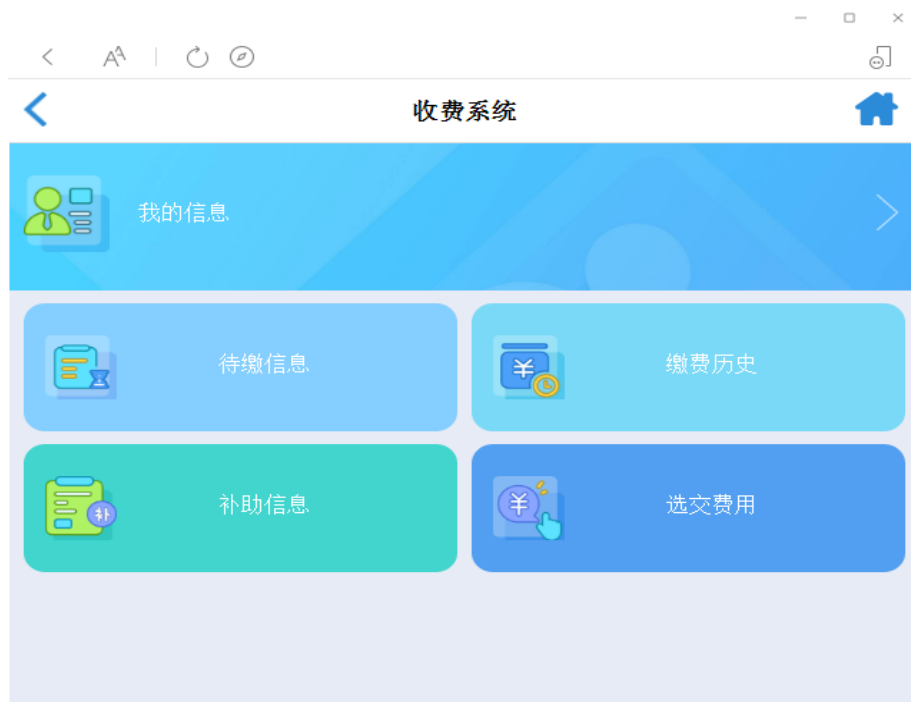 收费系统
我的信息
待缴信息
缴费历史
补助信息
补
选交费用